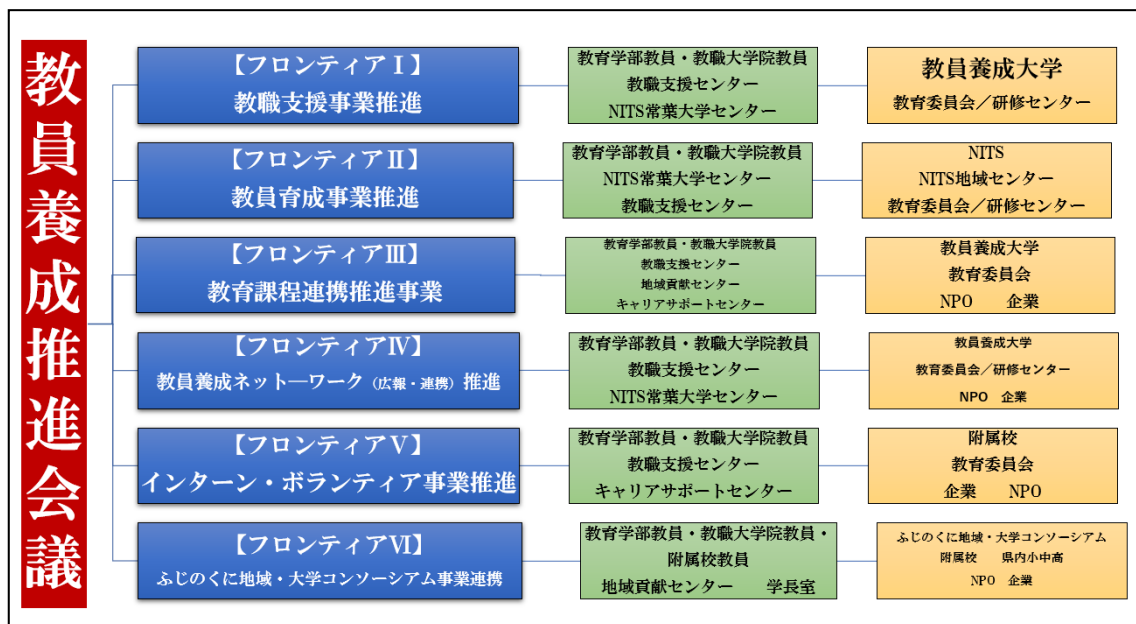 教員養成推進会議
【フロンティアⅠ】
教職支援事業推進
教育学部教員・教職大学院教員
教職支援センター
NITS常葉大学センター
教員養成大学
教育委員会／研修センター
【フロンティアⅡ】
教員育成事業推進
教育学部教員・教職大学院教員
NITS常葉大学センター
教職支援センター
NITS
NITS地域センター
教育委員会／研修センター
【フロンティアⅢ】
教育課程連携推進事業
教育学部教員・教職大学院教員
教職支援センター
地域貢献センター
キャリアサポートセンター
教員養成大学
教育委員会
NPO　企業
【フロンティアⅣ】
教員養成ネット―ワーク（広報・連携）推進
教育学部教員・教職大学院教員
教職支援センター
NITS常葉大学センター
教員養成大学
教育委員会／研修センター
NPO　企業
【フロンティアⅤ】
インターン・ボランティア事業推進
教育学部教員・教職大学院教員
教職支援センター
キャリアサポートセンター
附属校
教育委員会
企業　NPO
【フロンティアⅥ】
ふじのくに地域・大学コンソーシアム事業連携
教育学部教員・教職大学院教員・
附属校教員
地域貢献センター　学長室
ふじのくに地域・大学コンソーシアム
附属校　県内小中高
NPO　企業